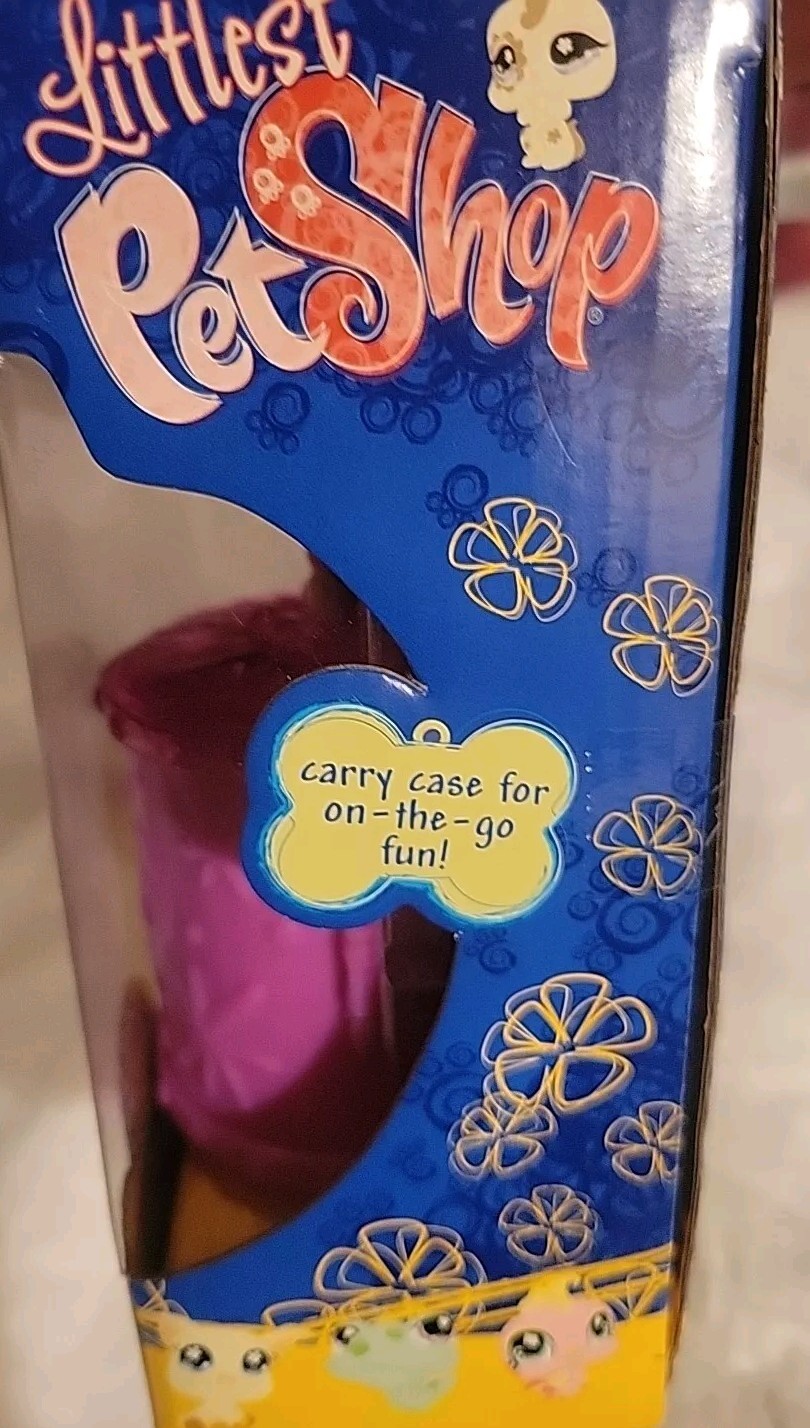 Littlest
PetShop®
carry case for
on-the-go
fun!